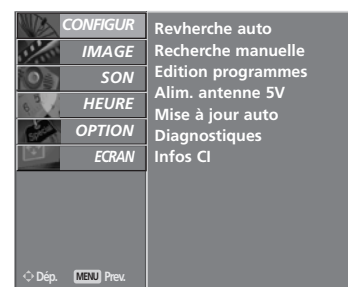 CONFIGUR
IMAGE
SON
HEURE
OPTION
ECRAN
Revherche auto
Recherche manuelle
Edition programmes
Alim. antenne 5V
Mise à jour auto
Diagnostiques
Infos CI
Dép. MENU Prev.